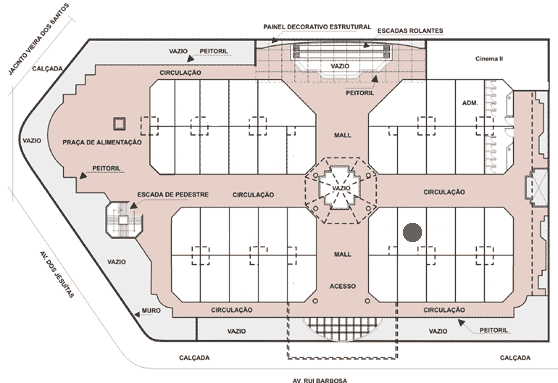 JACINTO VIEIRA DOS SANTOS
CALÇADA
VAZIO
PEITORIL
PAINEL DECORATIVO ESTRUTURAL
ESCADAS ROLANTES
VAZIO
PEITORIL
Cinema II
CIRCULAÇÃO
ADM.
MALL
PRAÇA DE ALIMENTAÇÃO
VAZIO
PEITORIL
ESCADA DE PEDESTRE
CIRCULAÇÃO
VAZIO
CIRCULAÇÃO
AV. DOS JESUÍTAS
VAZIO
MALL
ACESSO
MURO
CIRCULAÇÃO
CIRCULAÇÃO
VAZIO
VAZIO
PEITORIL
CALÇADA
CALÇADA
AV. RUI BARBOSA